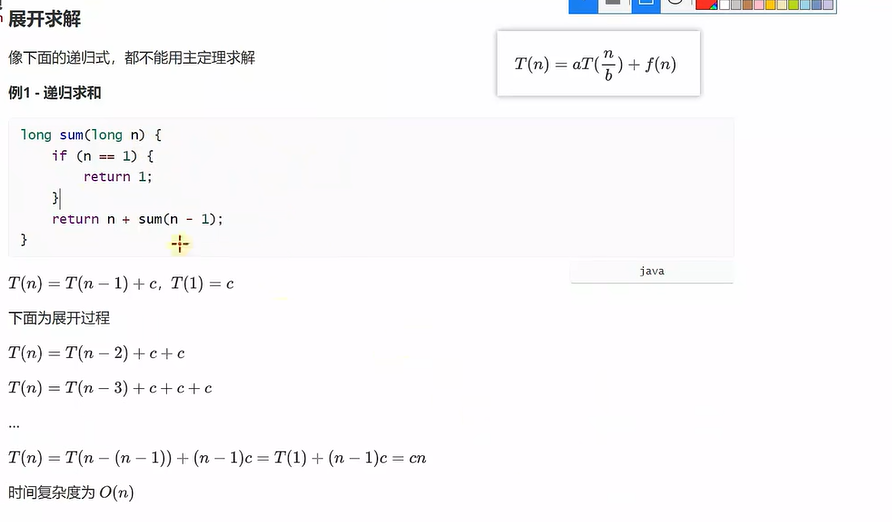 展开求解
像下面的递归式，都不能用主定理求解
T(n) = aT(n/b) + f(n)
例1 - 递归求和
long sum(long n) {
    if (n == 1) {
        return 1;
    }
    return n + sum(n - 1);
}
java
T(n) = T(n − 1) + c，T(1) = c
下面为展开过程
T(n) = T(n − 2) + c + c
T(n) = T(n − 3) + c + c + c
...
T(n) = T(n − (n − 1)) + (n − 1)c = T(1) + (n − 1)c = cn
时间复杂度为 O(n)